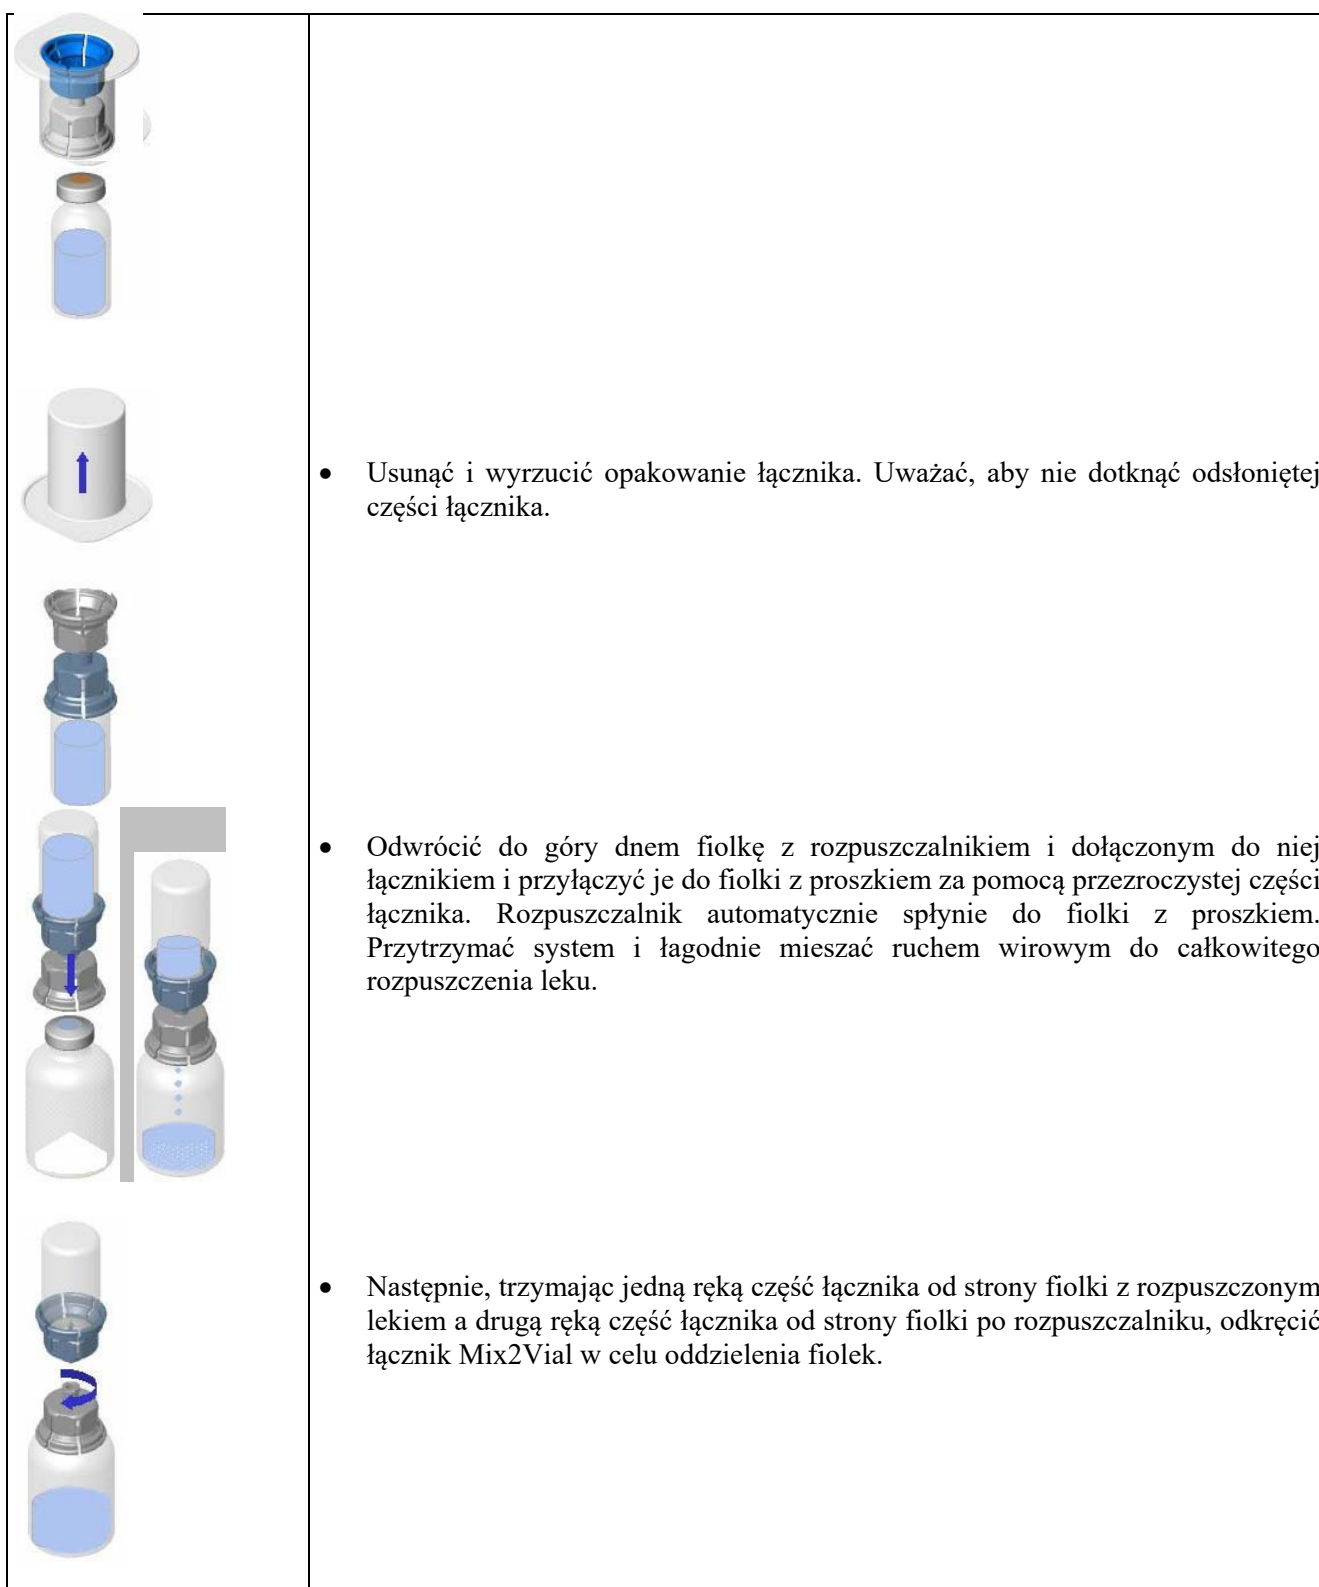 • Usunąć i wyrzucić opakowanie łącznika. Uważać, aby nie dotknąć odsłoniętej
części łącznika.
• Odwrócić do góry dnem fiolkę z rozpuszczalnikiem i dołączonym do niej
łącznikiem i przyłączyć je do fiolki z proszkiem za pomocą przezroczystej części
łącznika. Rozpuszczalnik automatycznie spłynie do fiolki z proszkiem.
Przytrzymać system i łagodnie mieszać ruchem wirowym do całkowitego
rozpuszczenia leku.
• Następnie, trzymając jedną ręką część łącznika od strony fiolki z rozpuszczonym
lekiem a drugą ręką część łącznika od strony fiolki po rozpuszczalniku, odkręcić
łącznik Mix2Vial w celu oddzielenia fiolek.